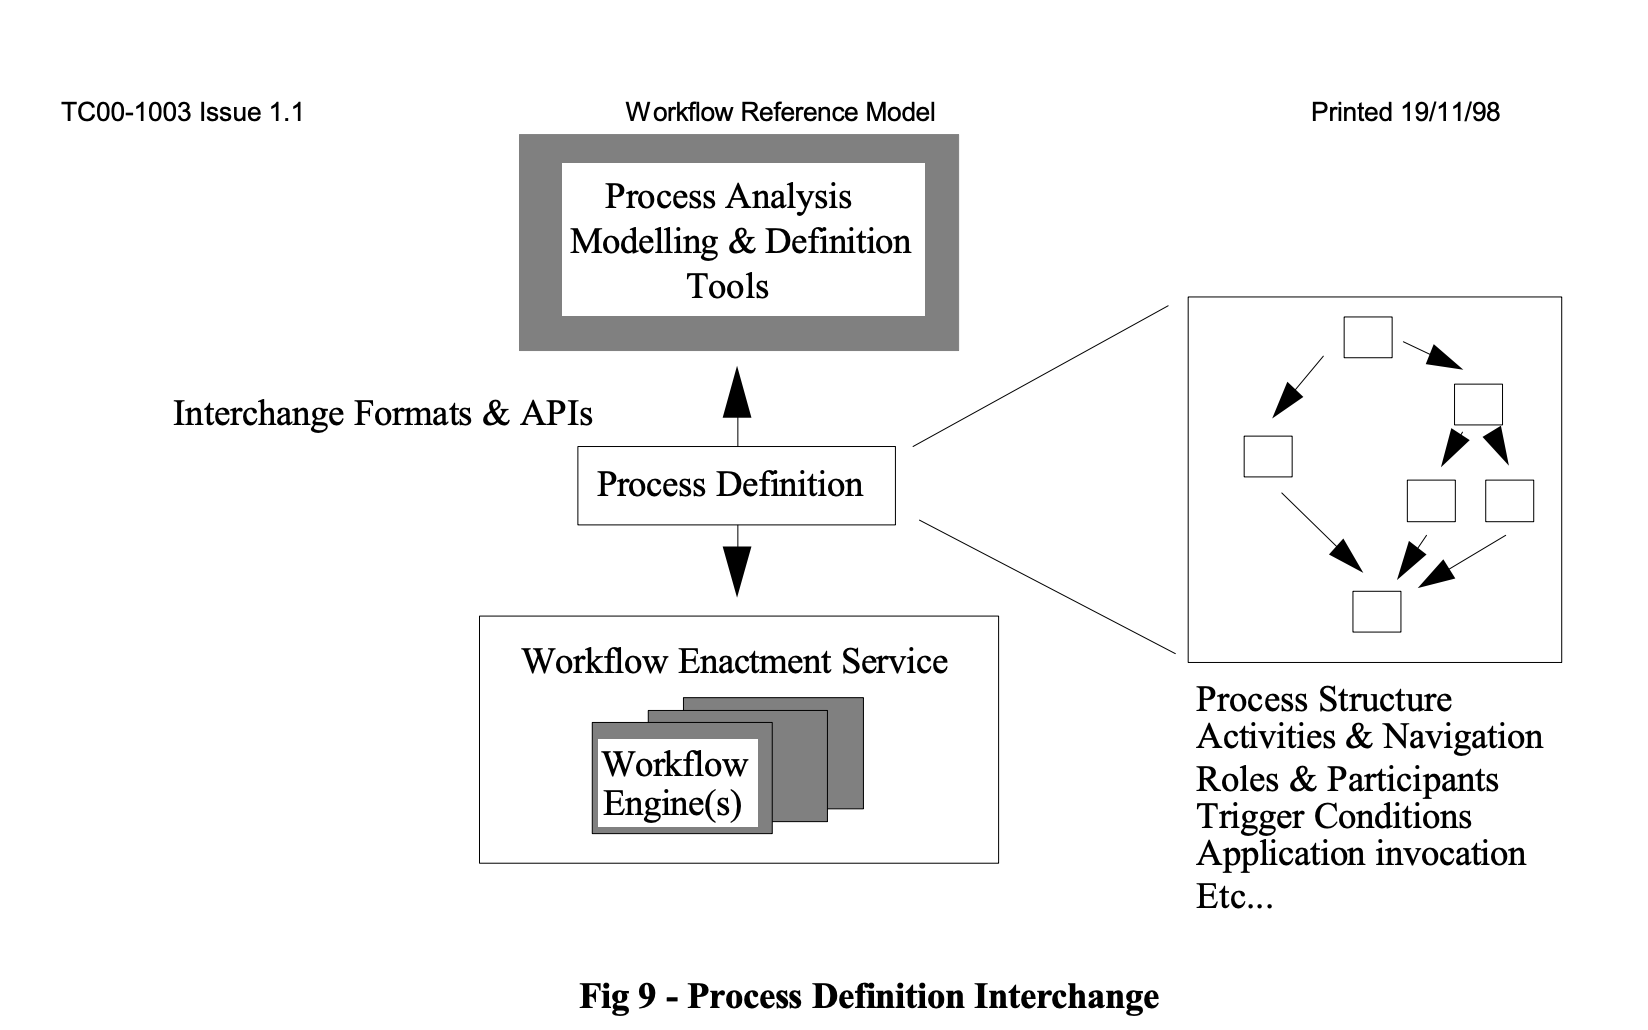 TC00-1003 Issue 1.1 Workflow Reference Model Printed 19/11/98
Process Analysis
Modelling & Definition
Tools
Interchange Formats & APIs
Process Definition
Workflow Enactment Service
Workflow
Engine(s)
Process Structure
Activities & Navigation
Roles & Participants
Trigger Conditions
Application invocation
Etc...
Fig 9 - Process Definition Interchange